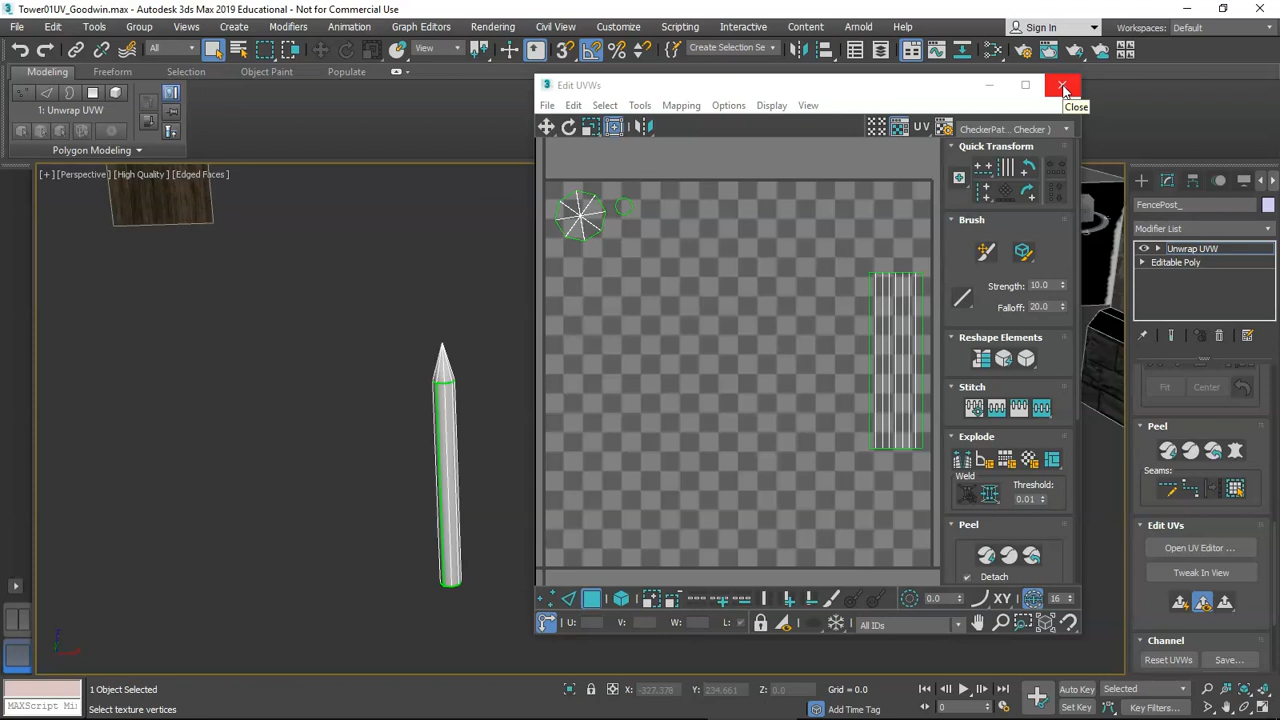 Tower01UV_Goodwin.max - Autodesk 3ds Max 2019 Educational - Not for Commercial Use
File Edit Tools Group Views Create Modifiers Animation Graph Editors Rendering Civil View Customize Scripting Interactive Content Arnold Help Sign In Workspaces: Default
All View Create Selection Se
Modeling Freeform Selection Object Paint Populate
1: Unwrap UVW
Polygon Modeling
[+] [Perspective] [High Quality] [Edged Faces]
Edit UVWs
Close
File Edit Select Tools Mapping Options Display View
UV CheckerPat... Checker )
Quick Transform
Brush
Strength: 10.0
Falloff: 20.0
Reshape Elements
Stitch
Explode
Weld Threshold:
0.01
Peel
Detach
0.0 XY 16
U: V: W: L: All IDs
FencePost_
Modifier List
Unwrap UVW
Editable Poly
Fit Center
Peel
Seams:
Edit UVs
Open UV Editor ...
Tweak In View
Channel
Reset UVWs Save...
1 Object Selected X: -327.378 Y: 234.661 Z: 0.0 Grid = 0.0 Auto Key Selected
MAXScript Mi Select texture vertices Add Time Tag 0 Set Key Key Filters...